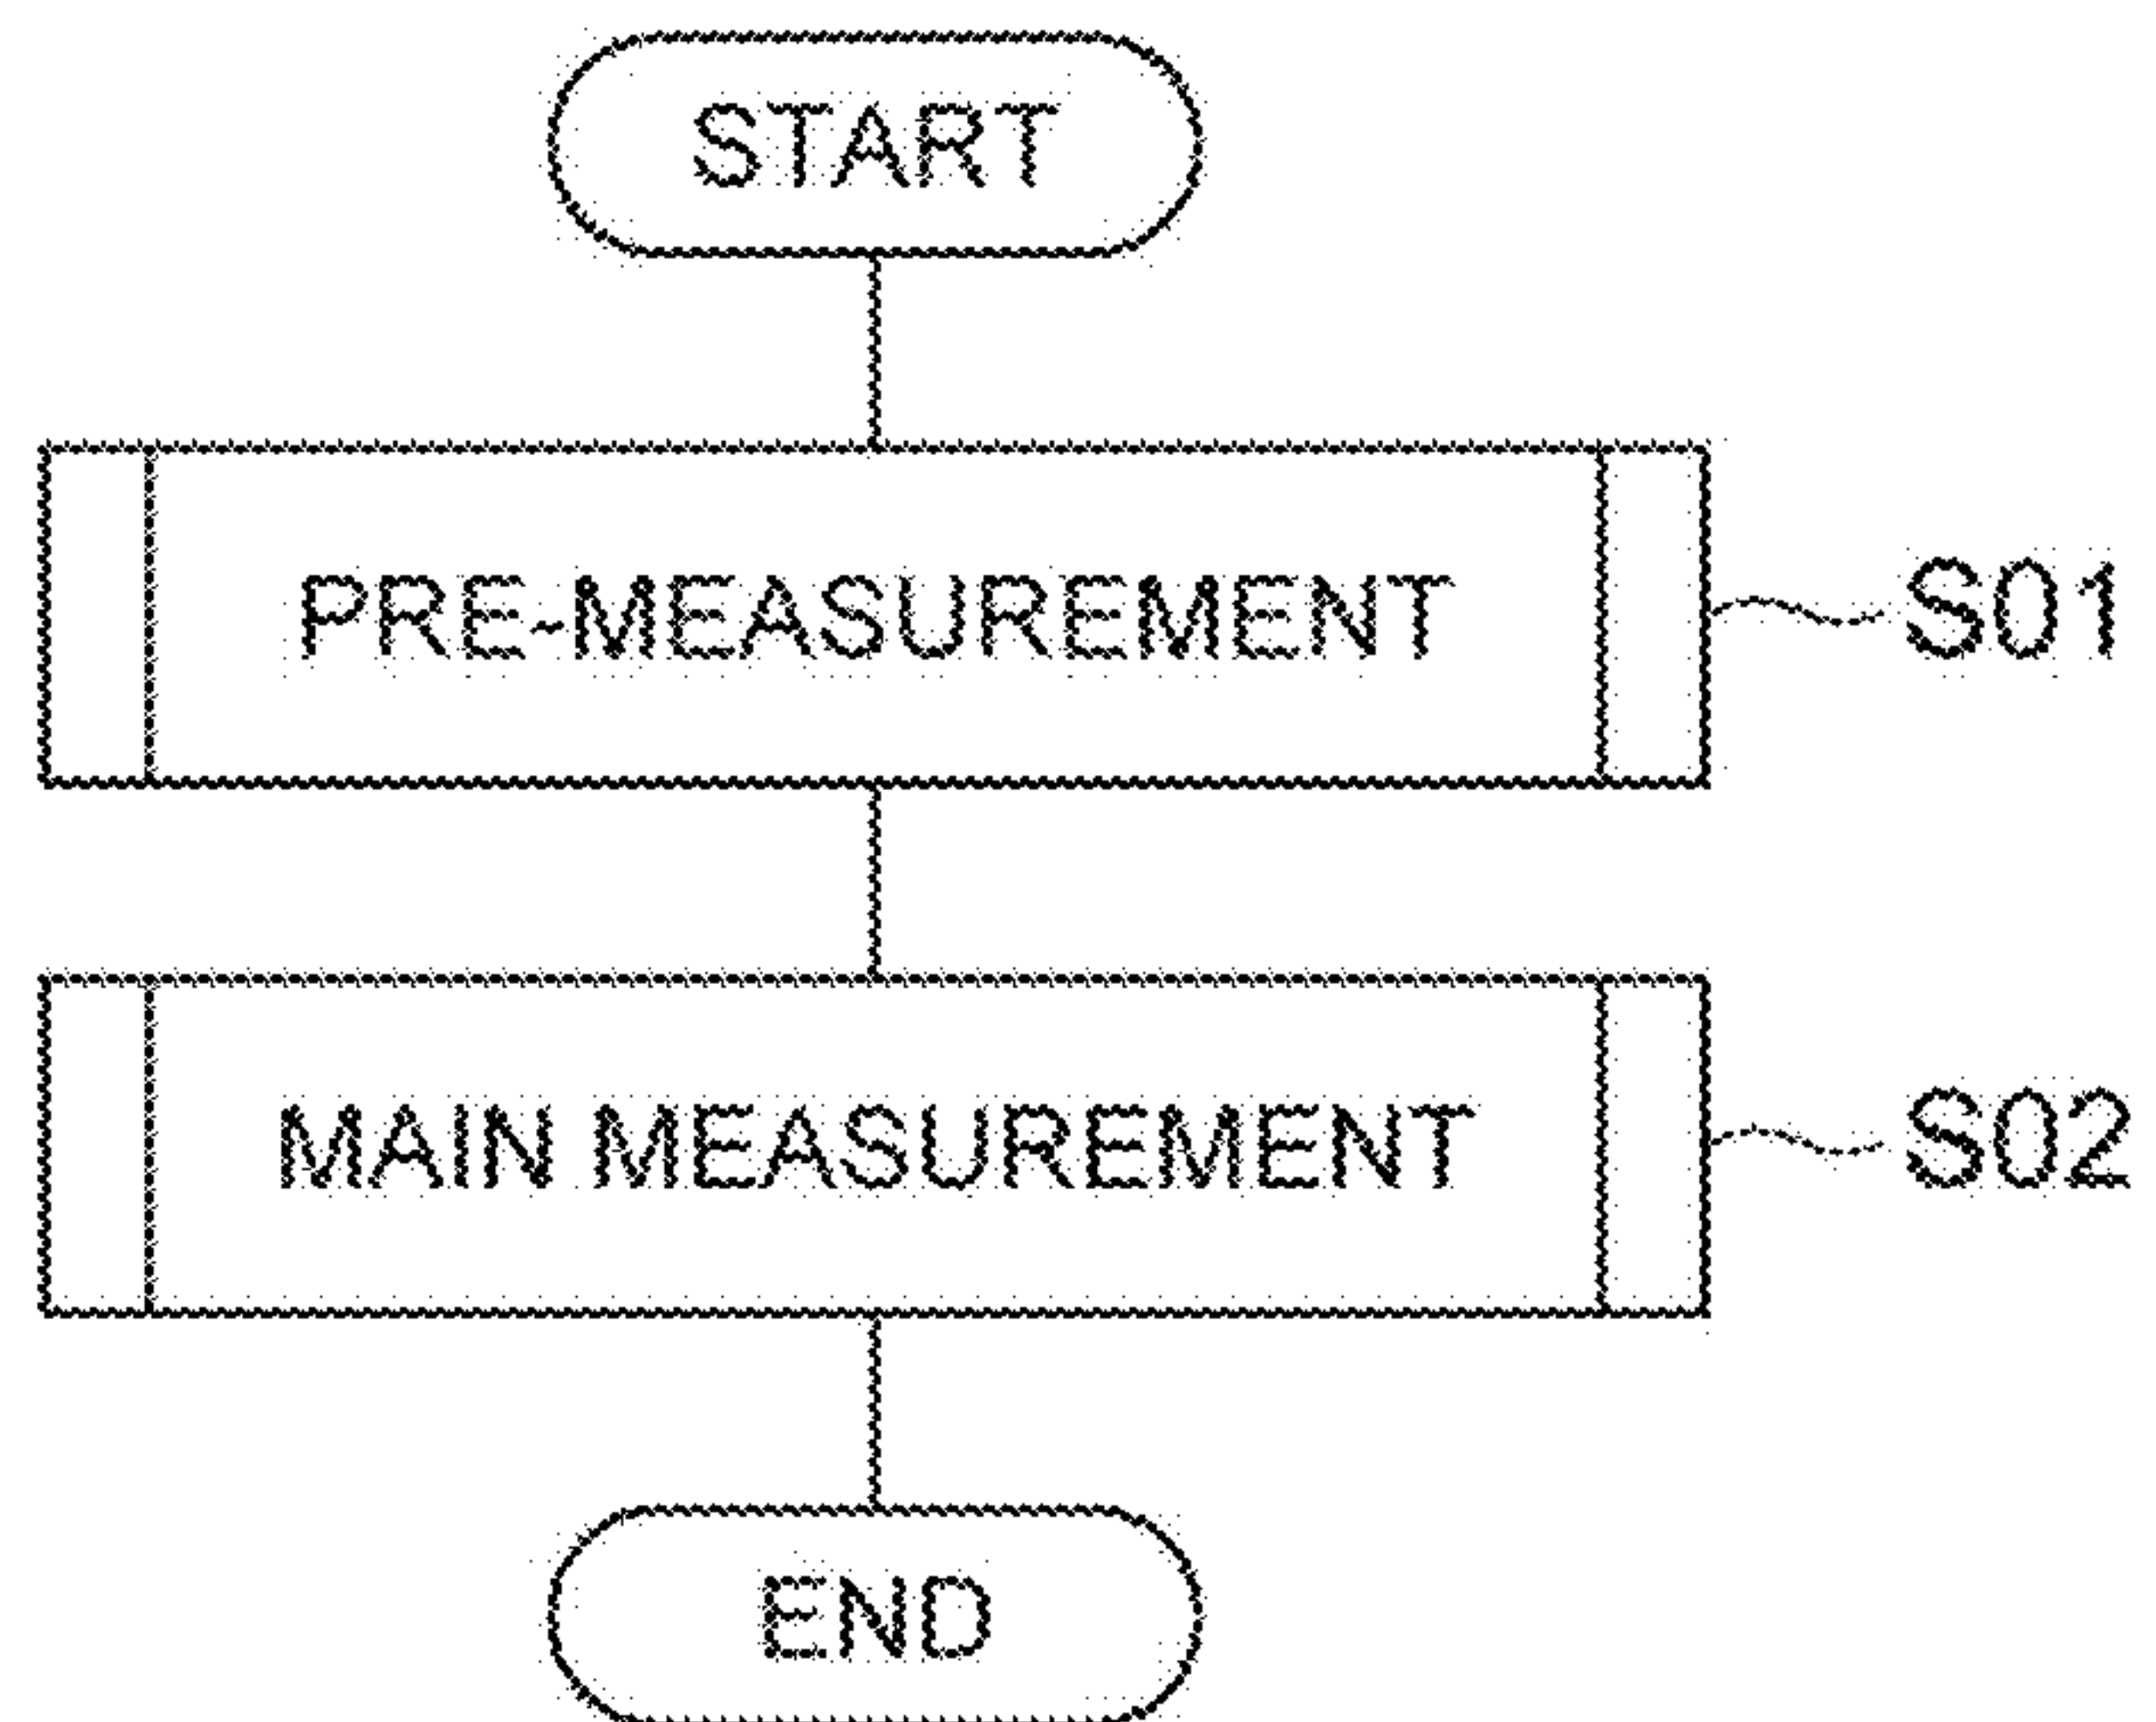 START
PRE-MEASUREMENT
S01
MAIN MEASUREMENT
S02
END